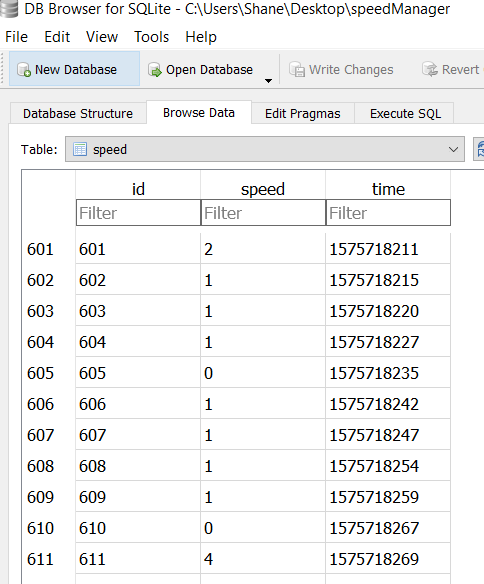 DB Browser for SQLite - C:\Users\Shane\Desktop\speedManager
File Edit View Tools Help
New Database Open Database Write Changes Revert
Database Structure Browse Data Edit Pragmas Execute SQL
Table: speed
id speed time
Filter Filter Filter
601 601 2 1575718211
602 602 1 1575718215
603 603 1 1575718220
604 604 1 1575718227
605 605 0 1575718235
606 606 1 1575718242
607 607 1 1575718247
608 608 1 1575718254
609 609 1 1575718259
610 610 0 1575718267
611 611 4 1575718269